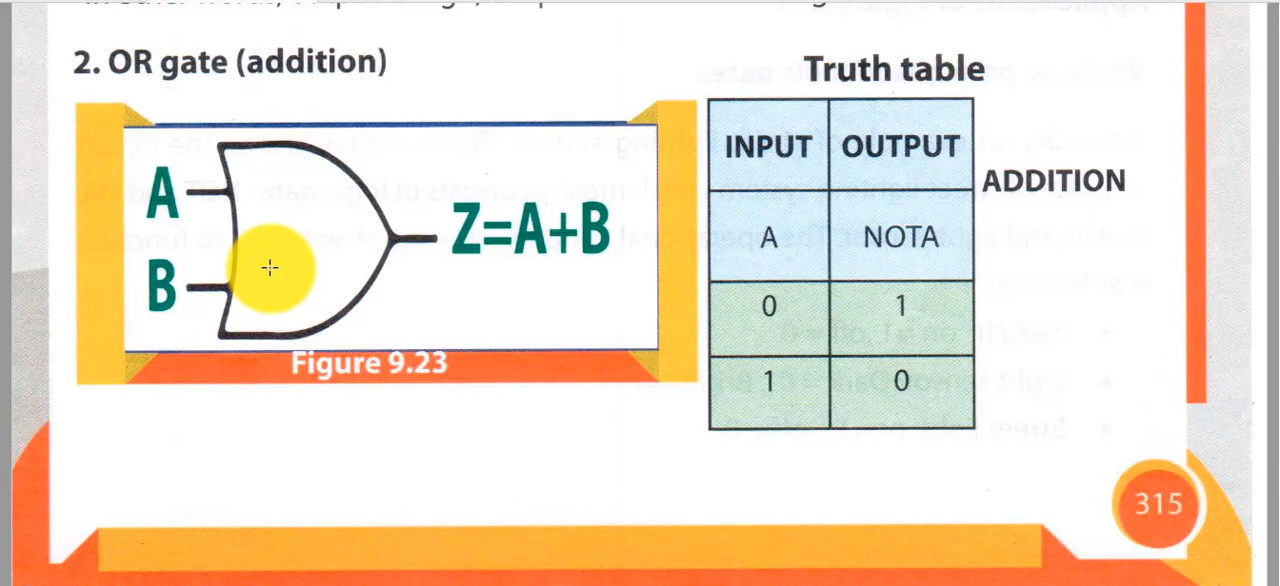 2. OR gate (addition)
Truth table
A
B
Z=A+B
Figure 9.23
INPUT OUTPUT
A NOTA
0 1
1 0
ADDITION
315